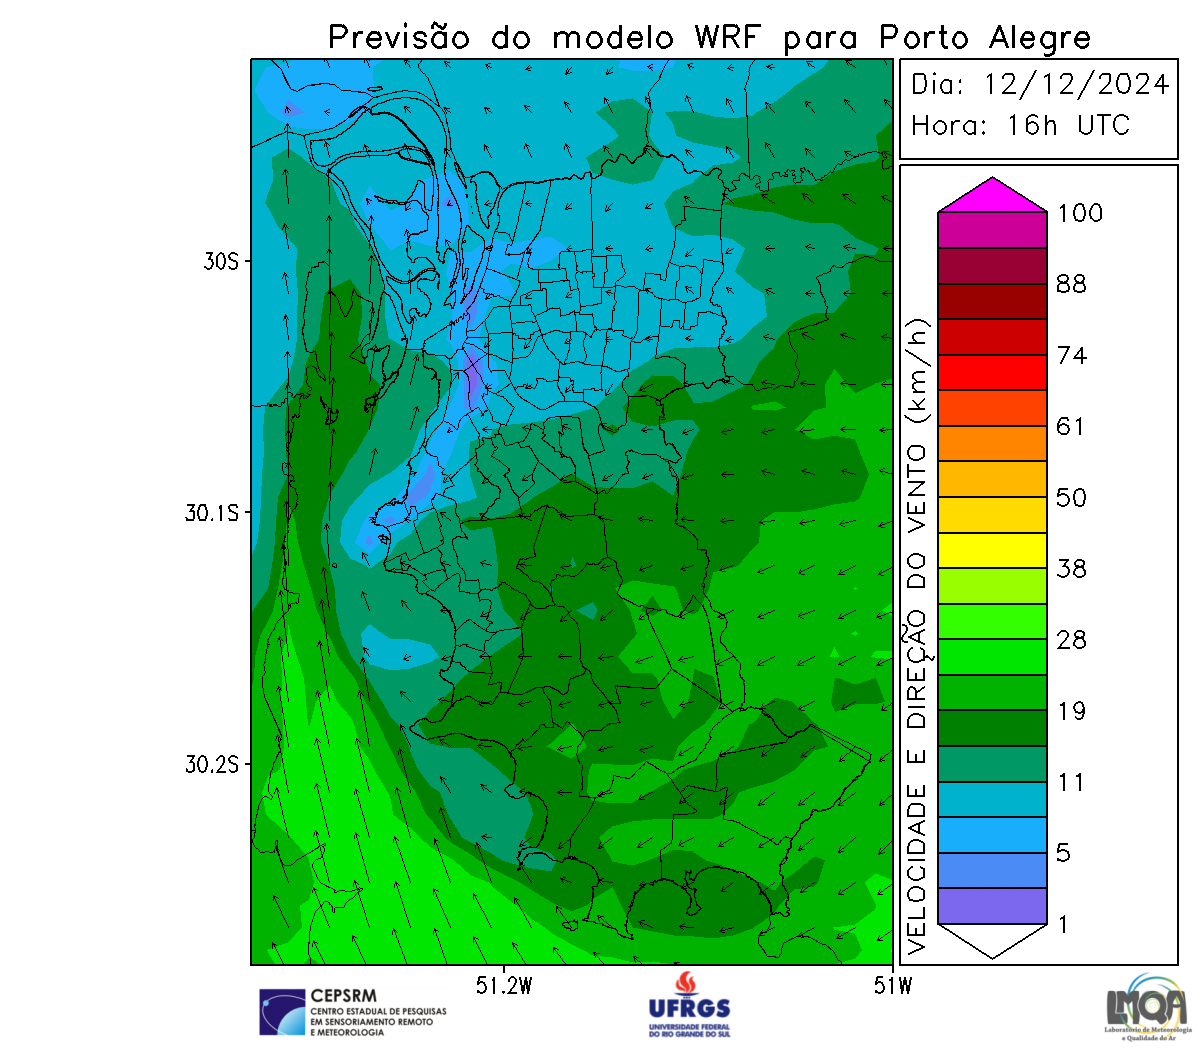 Previsão do modelo WRF para Porto Alegre
Dia: 12/12/2024
Hora: 16h UTC
30S
30.1S
30.2S
51.2W
51W
VELOCIDADE E DIREÇÃO DO VENTO (km/h)
100
88
74
61
50
38
28
19
11
5
1
CEPSRM
CENTRO ESTADUAL DE PESQUISAS
EM SENSORIAMENTO REMOTO
E METEOROLOGIA
UFRGS
UNIVERSIDADE FEDERAL
DO RIO GRANDE DO SUL
LMQA
Laboratório de Meteorologia
e Qualidade do Ar